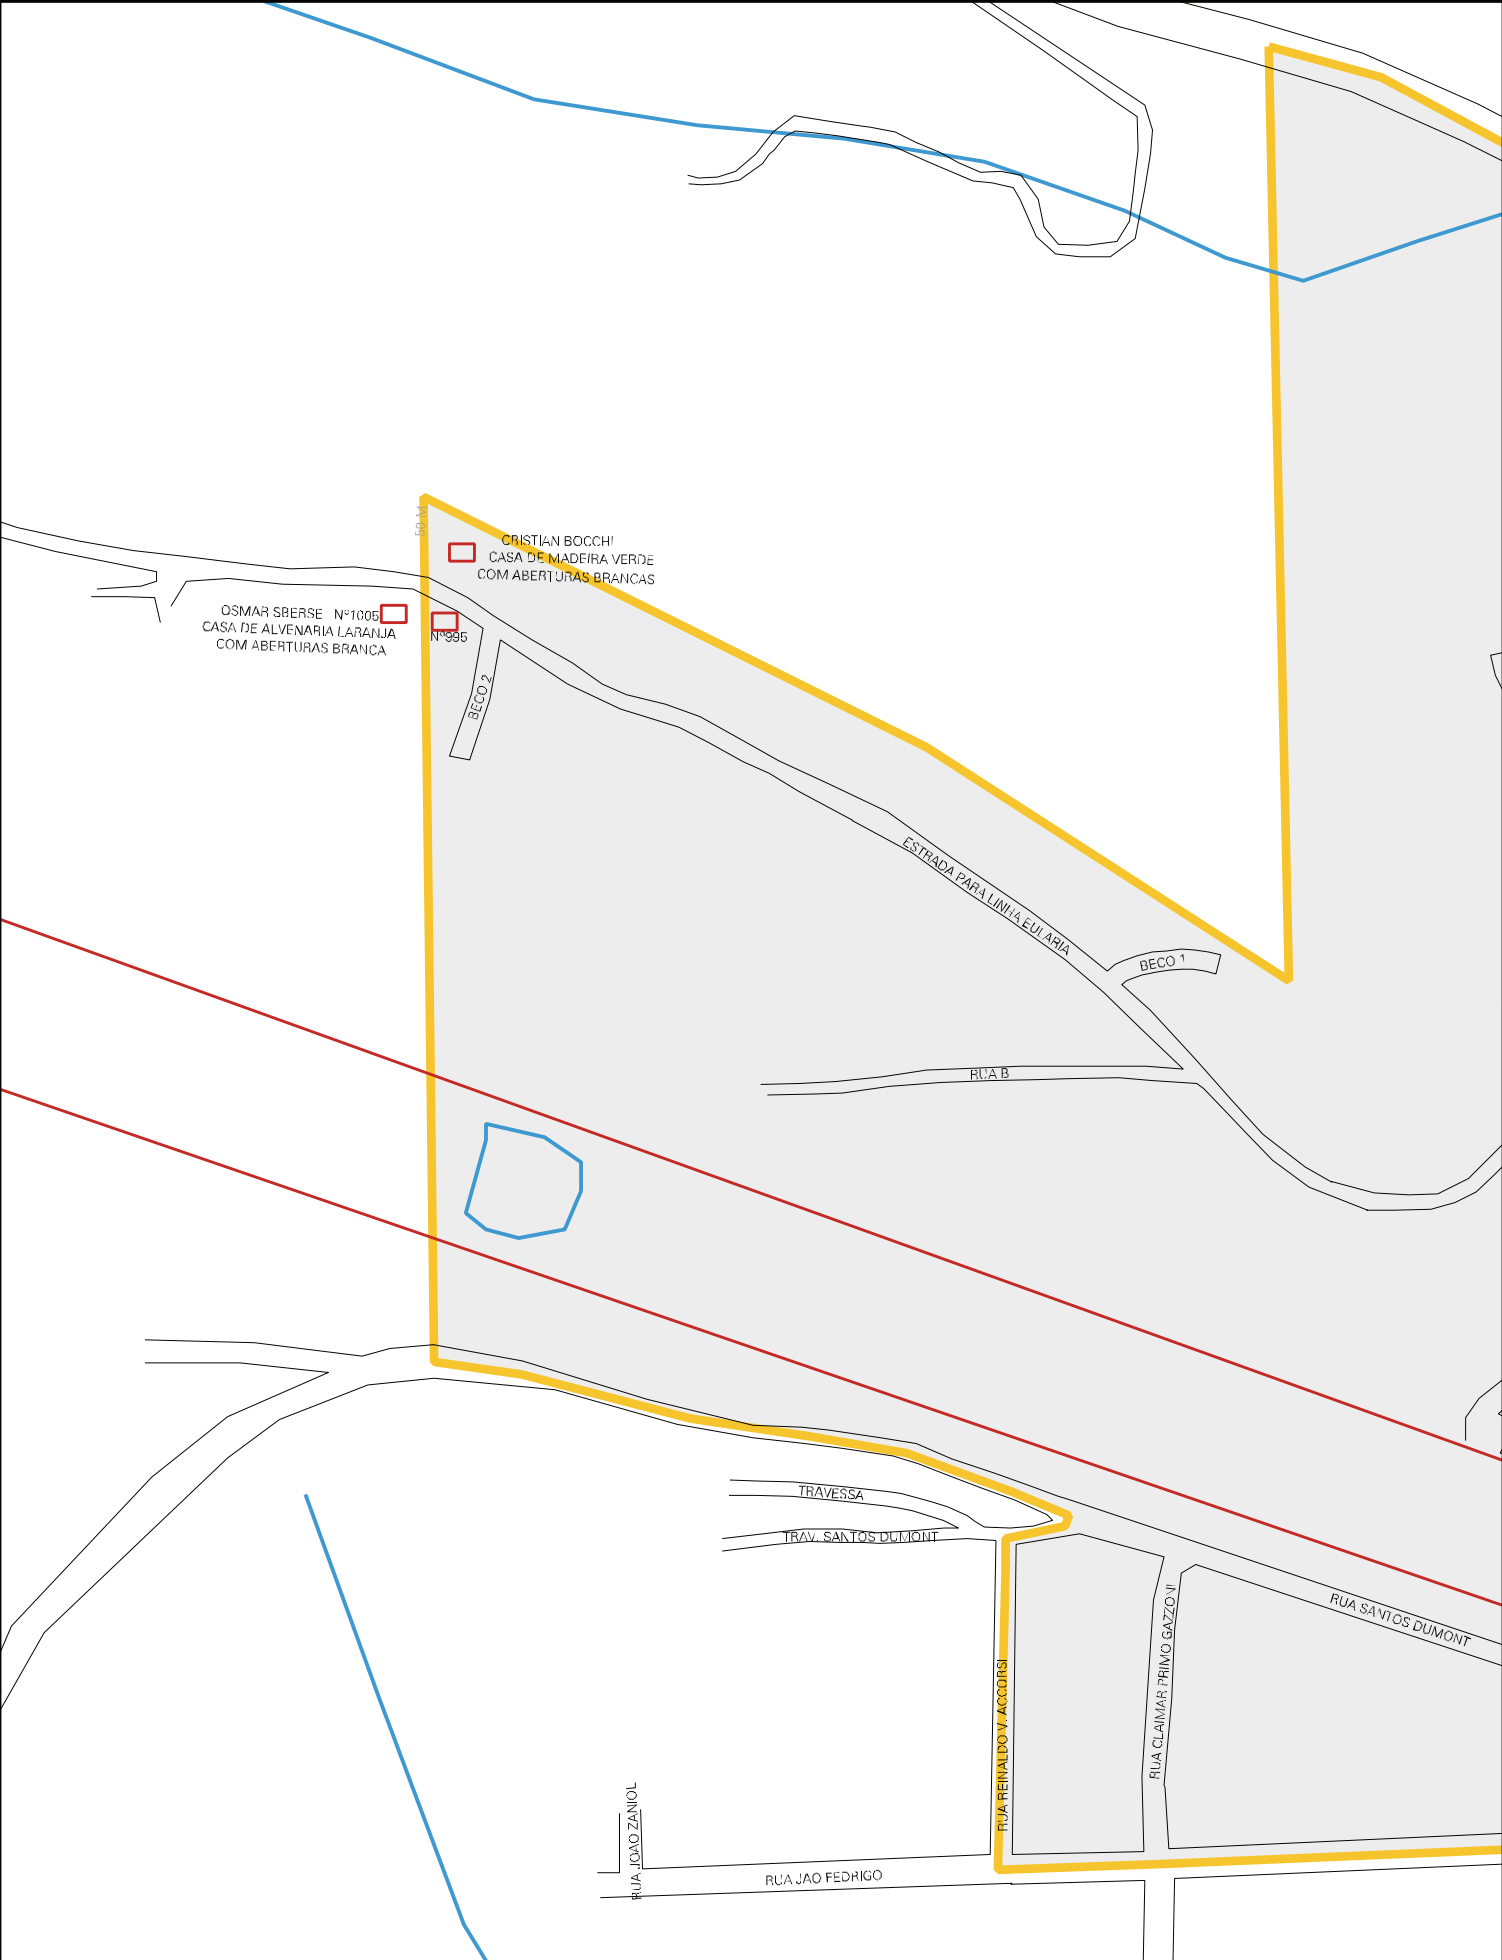 50 M
CRISTIAN BOCCHI
CASA DE MADEIRA VERDE
COM ABERTURAS BRANCAS
OSMAR SBERSE Nº1005
CASA DE ALVENARIA LARANJA
COM ABERTURAS BRANCA
Nº995
BECO 2
ESTRADA PARA LINHA EULARIA
BECO 1
RUA B
TRAVESSA
TRAV. SANTOS DUMONT
RUA SANTOS DUMONT
RUA CLAIMAR PRIMO GAZZONI
RUA REINALDO V. ACCORSI
RUA JOAO ZANIOL
RUA JAO FEDRIGO